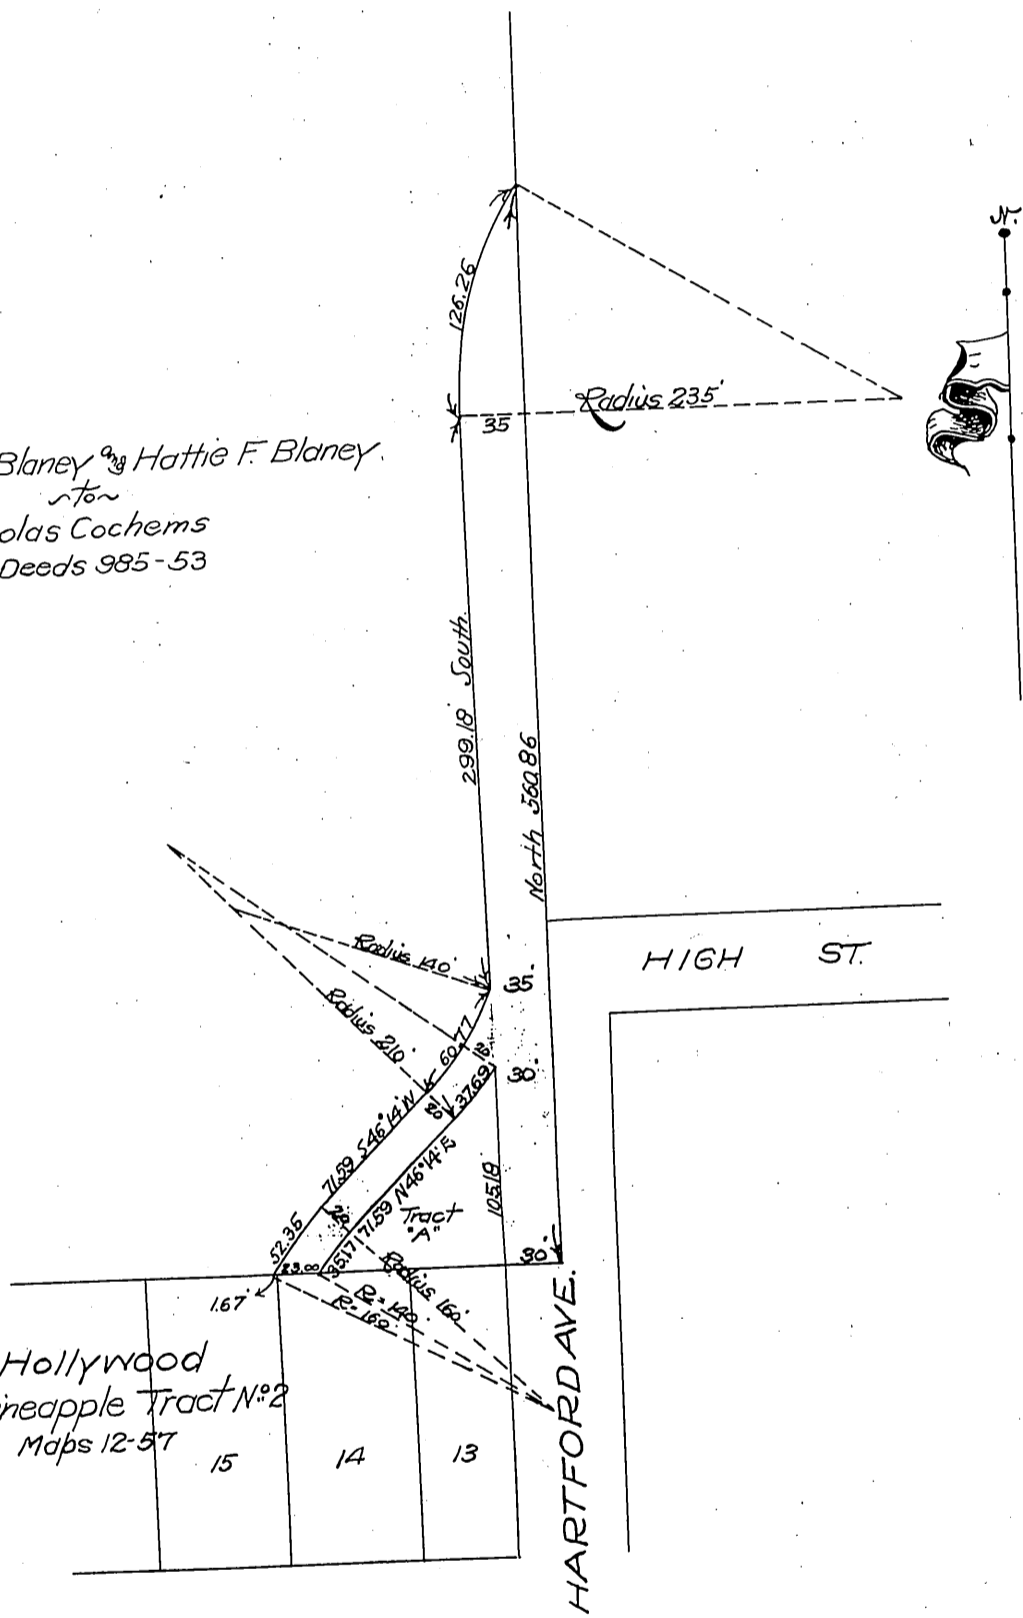 N.
126.26
Radius 235'
35
Blaney and Hattie F. Blaney.
~To~
olas Cochems
Deeds 985-53
299.18' South.
North 560.86
HIGH ST.
Radius 140'
35.
Radius 210'
60.77
30.
37.69
71.59 S46°14'W
71.59 N46°14'E
105.18
Tract
"A"
52.35
35.17
30'
23.00
Radius 160'
R=140'
R=160'
1.67'
HARTFORD AVE.
Hollywood
neapple Tract No. 2
Maps 12-57
15
14
13